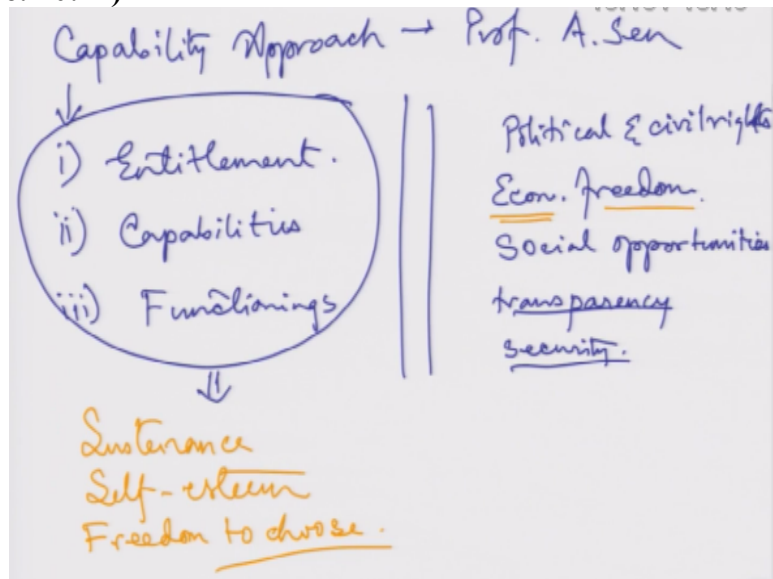 Capability Approach → Prof. A. Sen
i) Entitlement.
ii) Capabilities
iii) Functionings
Sustenance
Self-esteem
Freedom to choose.
Political & civil rights
Econ. freedom.
Social opportunities
transparency
security.